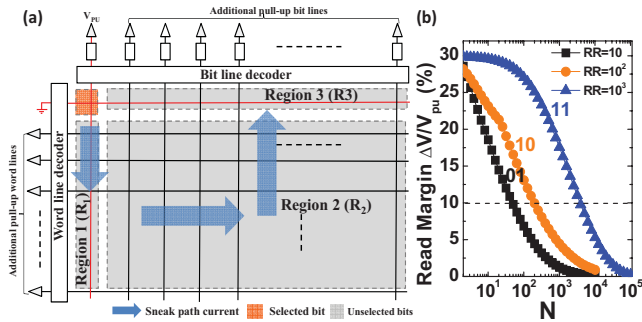 (a)
Additional pull-up bit lines
V_PU
Bit line decoder
Word line decoder
Additional pull-up word lines
Region 3 (R3)
Region 1 (R₁)
Region 2 (R₂)
Sneak path current
Selected bit
Unselected bits
(b)
RR=10
RR=10²
RR=10³
Read Margin ΔV/V_pu (%)
30
25
20
15
10
5
0
11
10
01
10¹ 10² 10³ 10⁴ 10⁵
N